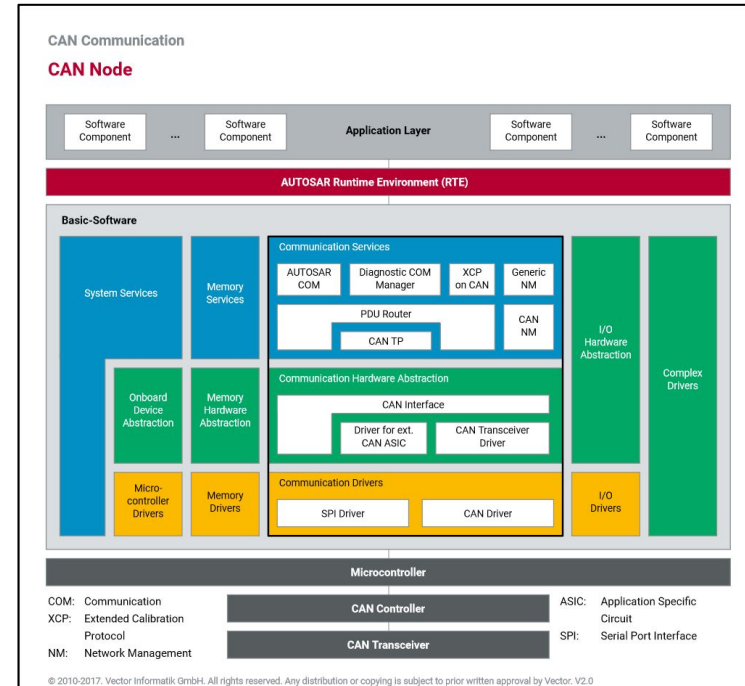 CAN Communication
CAN Node
Software
Component
...
Software
Component
Application Layer
Software
Component
...
Software
Component
AUTOSAR Runtime Environment (RTE)
Basic-Software
System Services
Memory
Services
Communication Services
AUTOSAR
COM
Diagnostic COM
Manager
XCP
on CAN
Generic
NM
PDU Router
CAN TP
CAN
NM
I/O
Hardware
Abstraction
Complex
Drivers
Onboard
Device
Abstraction
Memory
Hardware
Abstraction
Communication Hardware Abstraction
CAN Interface
Driver for ext.
CAN ASIC
CAN Transceiver
Driver
Micro-
controller
Drivers
Memory
Drivers
Communication Drivers
SPI Driver
CAN Driver
I/O
Drivers
Microcontroller
CAN Controller
CAN Transceiver
COM: Communication
XCP: Extended Calibration
Protocol
NM: Network Management
ASIC: Application Specific
Circuit
SPI: Serial Port Interface
© 2010-2017. Vector Informatik GmbH. All rights reserved. Any distribution or copying is subject to prior written approval by Vector. V2.0